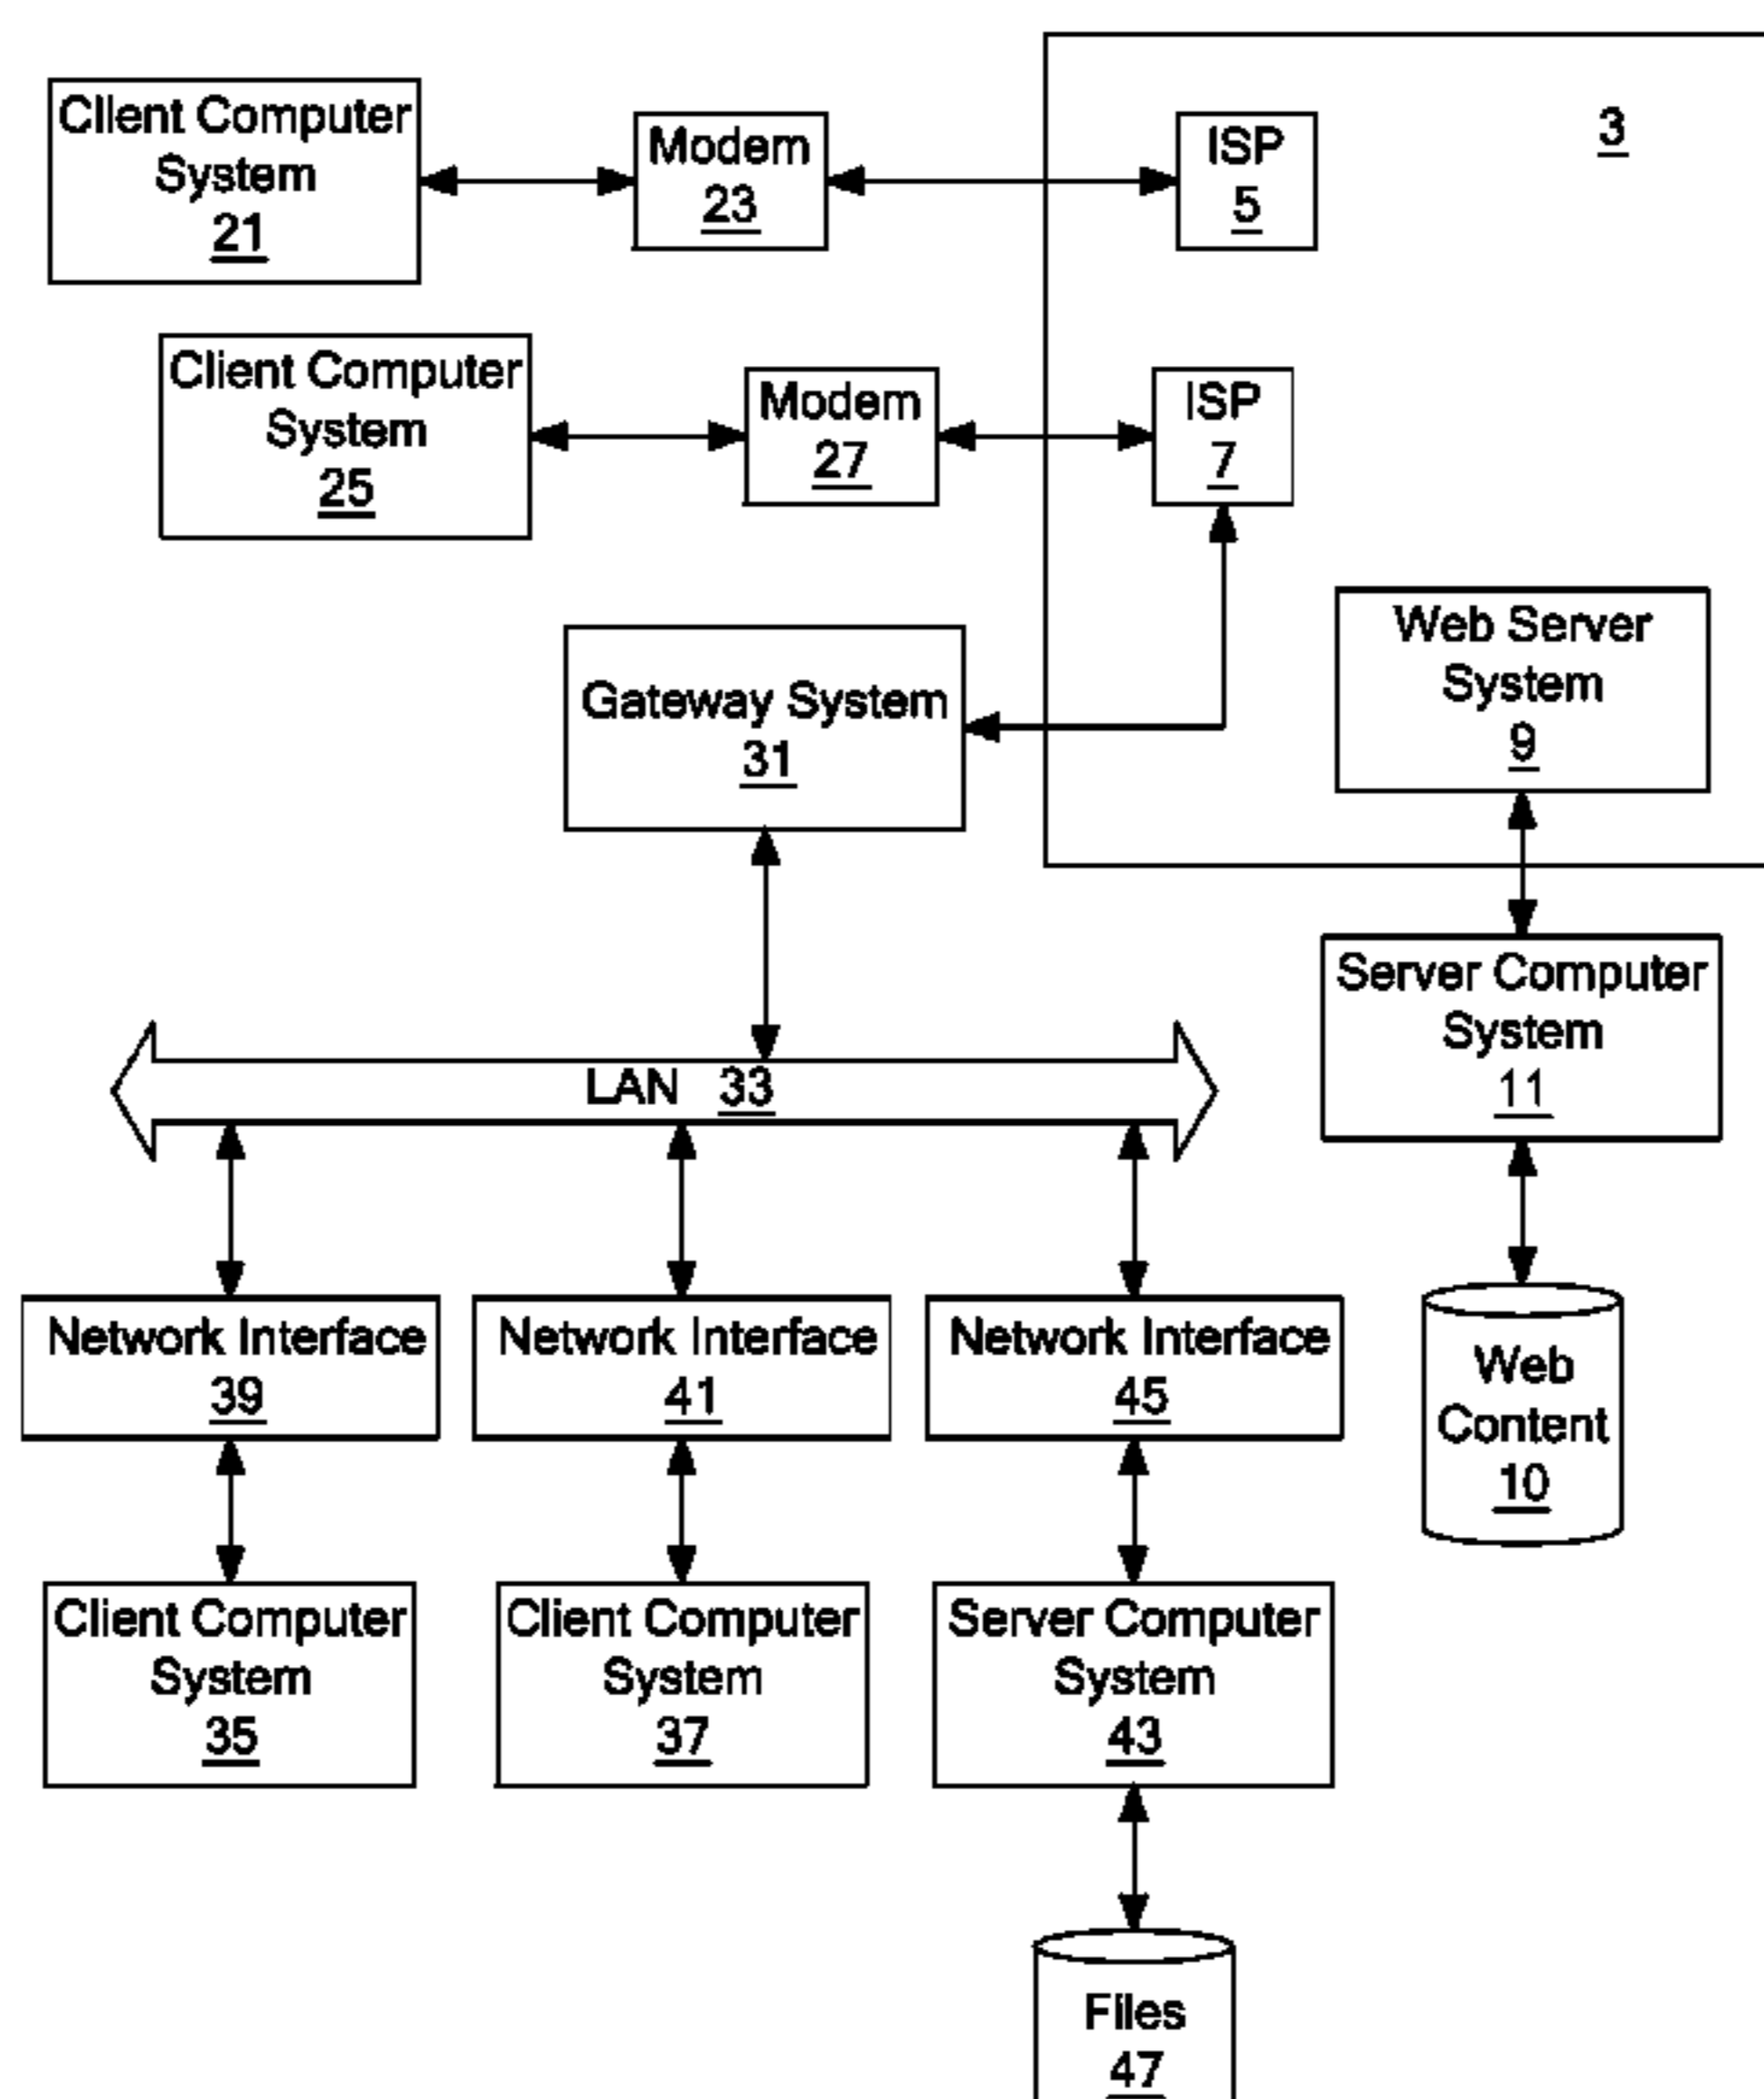 Client Computer
System
21
Modem
23
ISP
5
3
Client Computer
System
25
Modem
27
ISP
7
Gateway System
31
Web Server
System
9
Server Computer
System
11
LAN 33
Network Interface
39
Network Interface
41
Network Interface
45
Web
Content
10
Client Computer
System
35
Client Computer
System
37
Server Computer
System
43
Files
47